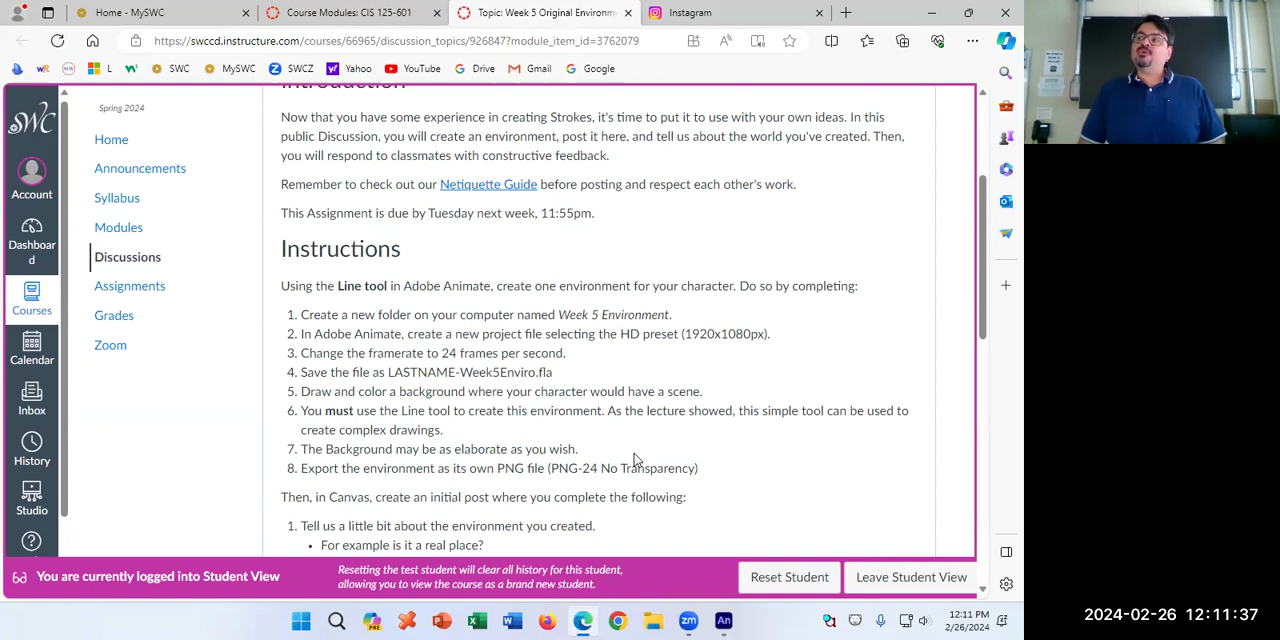 Home - MySWC
Course Modules: CIS 125-601
Topic: Week 5 Original Environm
Instagram
https://swccd.instructure.com/courses/66965/discussion_topics/926847?module_item_id=3762079
L
SWC
MySWC
SWCZ
Yahoo
YouTube
Drive
Gmail
Google
SWC
Account
Dashboar
d
Courses
Calendar
Inbox
History
Studio
Spring 2024
Home
Announcements
Syllabus
Modules
Discussions
Assignments
Grades
Zoom
Introduction
Now that you have some experience in creating Strokes, it's time to put it to use with your own ideas. In this
public Discussion, you will create an environment, post it here, and tell us about the world you've created. Then,
you will respond to classmates with constructive feedback.
Remember to check out our Netiquette Guide before posting and respect each other's work.
This Assignment is due by Tuesday next week, 11:55pm.
Instructions
Using the Line tool in Adobe Animate, create one environment for your character. Do so by completing:
1. Create a new folder on your computer named Week 5 Environment.
2. In Adobe Animate, create a new project file selecting the HD preset (1920x1080px).
3. Change the framerate to 24 frames per second.
4. Save the file as LASTNAME-Week5Enviro.fla
5. Draw and color a background where your character would have a scene.
6. You must use the Line tool to create this environment. As the lecture showed, this simple tool can be used to
create complex drawings.
7. The Background may be as elaborate as you wish.
8. Export the environment as its own PNG file (PNG-24 No Transparency)
Then, in Canvas, create an initial post where you complete the following:
1. Tell us a little bit about the environment you created.
• For example is it a real place?
You are currently logged into Student View
Resetting the test student will clear all history for this student,
allowing you to view the course as a brand new student.
Reset Student
Leave Student View
12:11 PM
2/26/2024
2024-02-26 12:11:37